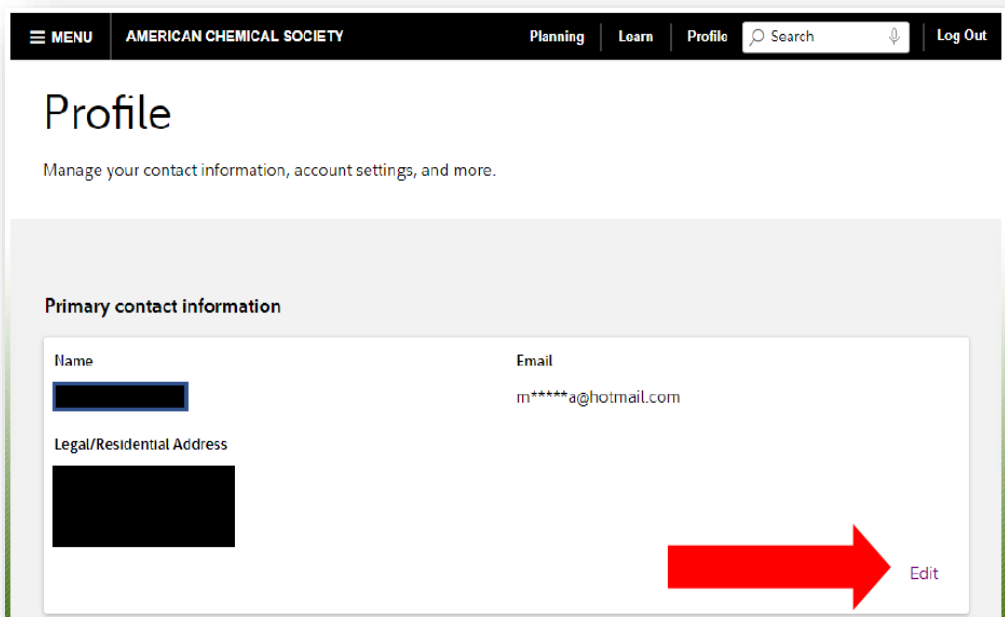 MENU AMERICAN CHEMICAL SOCIETY Planning Learn Profile Search Log Out
Profile
Manage your contact information, account settings, and more.
Primary contact information
Name Email
m*****a@hotmail.com
Legal/Residential Address
Edit